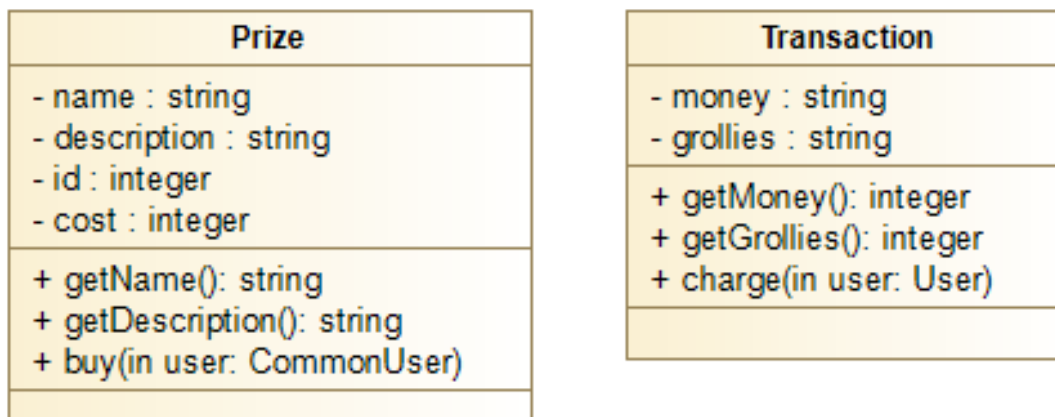 Prize
- name : string
- description : string
- id : integer
- cost : integer
+ getName(): string
+ getDescription(): string
+ buy(in user: CommonUser)
Transaction
- money : string
- grollies : string
+ getMoney(): integer
+ getGrollies(): integer
+ charge(in user: User)